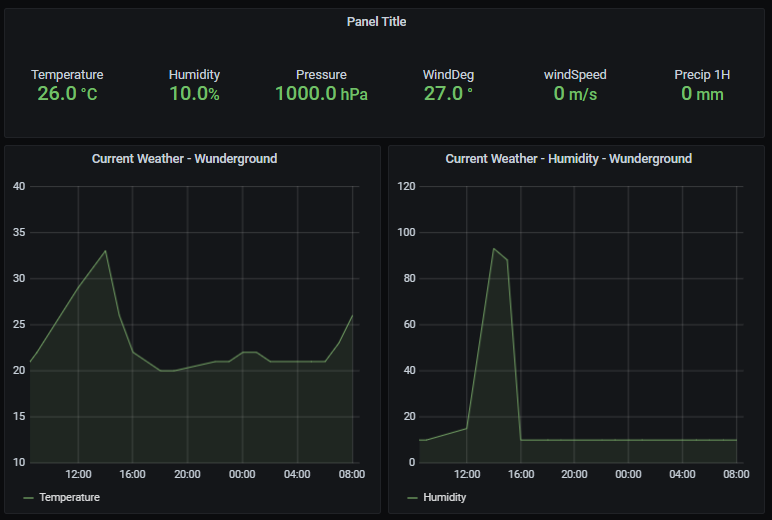 Panel Title
Temperature Humidity Pressure WindDeg windSpeed Precip 1H
26.0 °C 10.0% 1000.0 hPa 27.0 ° 0 m/s 0 mm
Current Weather - Wunderground
40
35
30
25
20
15
10
12:00 16:00 20:00 00:00 04:00 08:00
Temperature
Current Weather - Humidity - Wunderground
120
100
80
60
40
20
0
12:00 16:00 20:00 00:00 04:00 08:00
Humidity